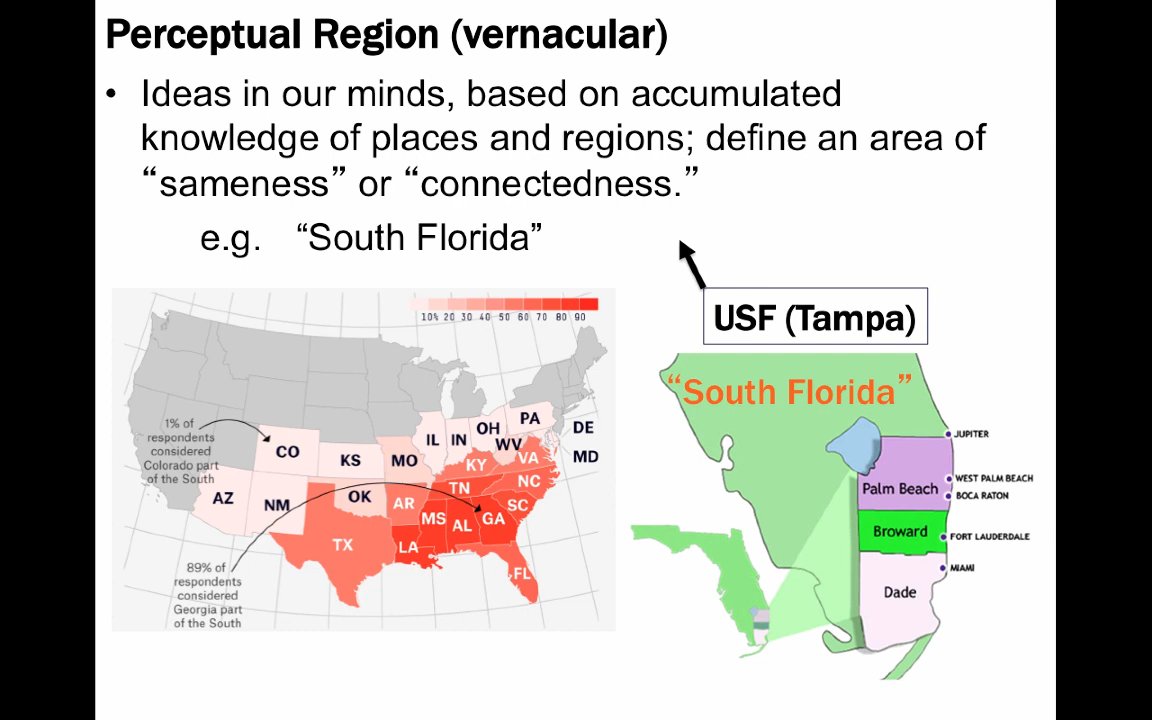 Perceptual Region (vernacular)
• Ideas in our minds, based on accumulated
knowledge of places and regions; define an area of
“sameness” or “connectedness.”
e.g. “South Florida”
USF (Tampa)
10% 20 30 40 50 60 70 80 90
1% of
respondents
considered
Colorado part
of the South
89% of
respondents
considered
Georgia part
of the South
CO
KS
MO
IL
IN
OH
PA
WV
VA
DE
MD
KY
AZ
NM
OK
AR
TN
NC
SC
MS
AL
GA
TX
LA
FL
“South Florida”
JUPITER
WEST PALM BEACH
Palm Beach
BOCA RATON
Broward
FORT LAUDERDALE
MIAMI
Dade